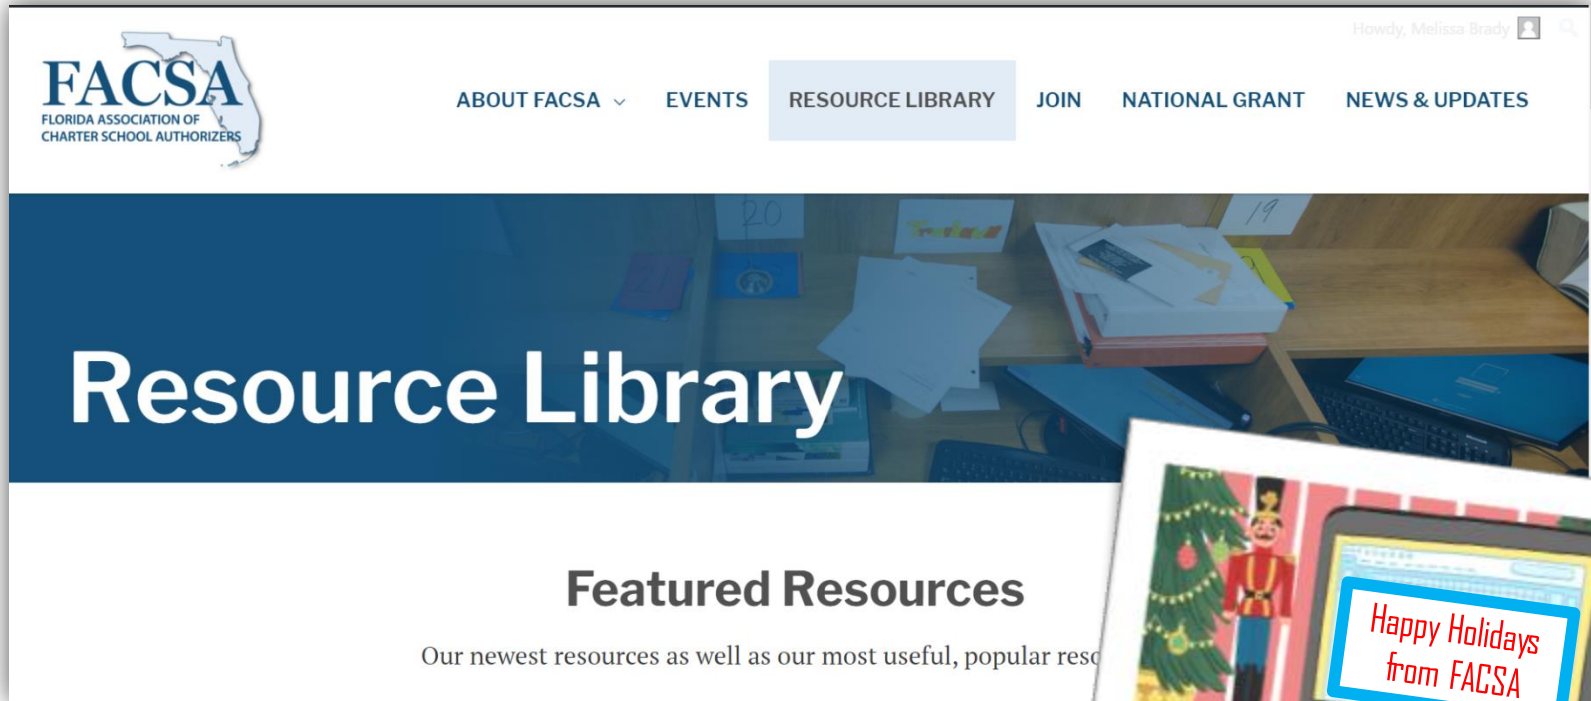 Howdy, Melissa Brady
FACSA
FLORIDA ASSOCIATION OF
CHARTER SCHOOL AUTHORIZERS
ABOUT FACSA
EVENTS
RESOURCE LIBRARY
JOIN
NATIONAL GRANT
NEWS & UPDATES
20
19
21
Resource Library
Featured Resources
Our newest resources as well as our most useful, popular reso
Happy Holidays
from FACSA